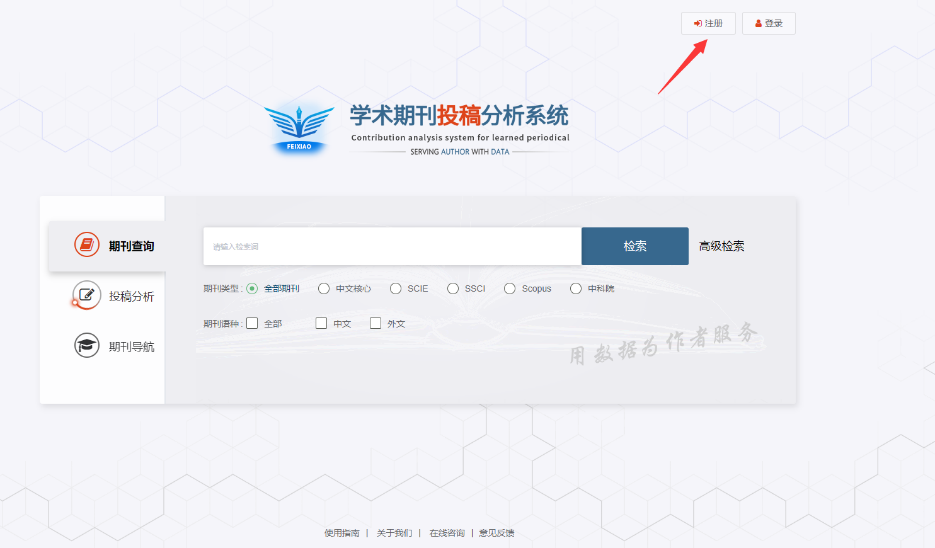 注册 登录
学术期刊投稿分析系统
Contribution analysis system for learned periodical
SERVING AUTHOR WITH DATA
FEIXIAO
期刊查询
投稿分析
期刊导航
请输入检索词
检索
高级检索
期刊类型: 全部期刊 中文核心 SCIE SSCI Scopus 中科院
期刊语种: 全部 中文 外文
用数据为作者服务
使用指南 | 关于我们 | 在线咨询 | 意见反馈